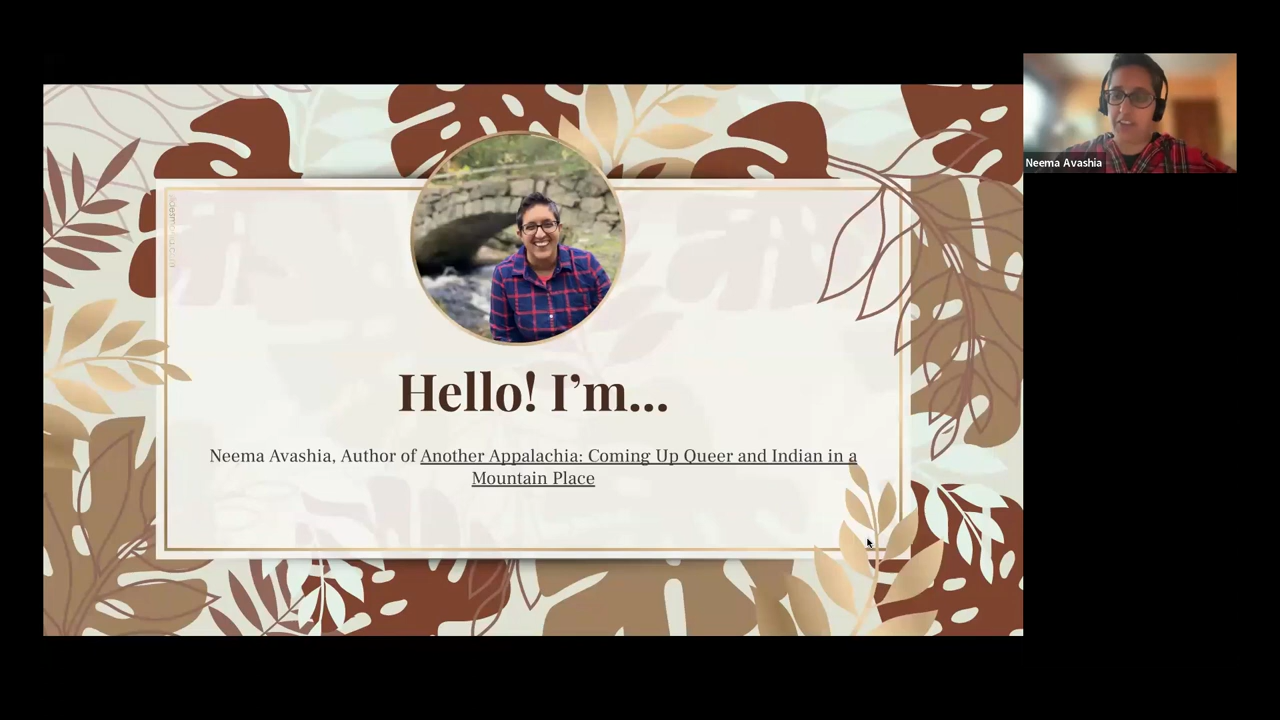 Hello! I'm...
Neema Avashia, Author of Another Appalachia: Coming Up Queer and Indian in a
Mountain Place
Neema Avashia